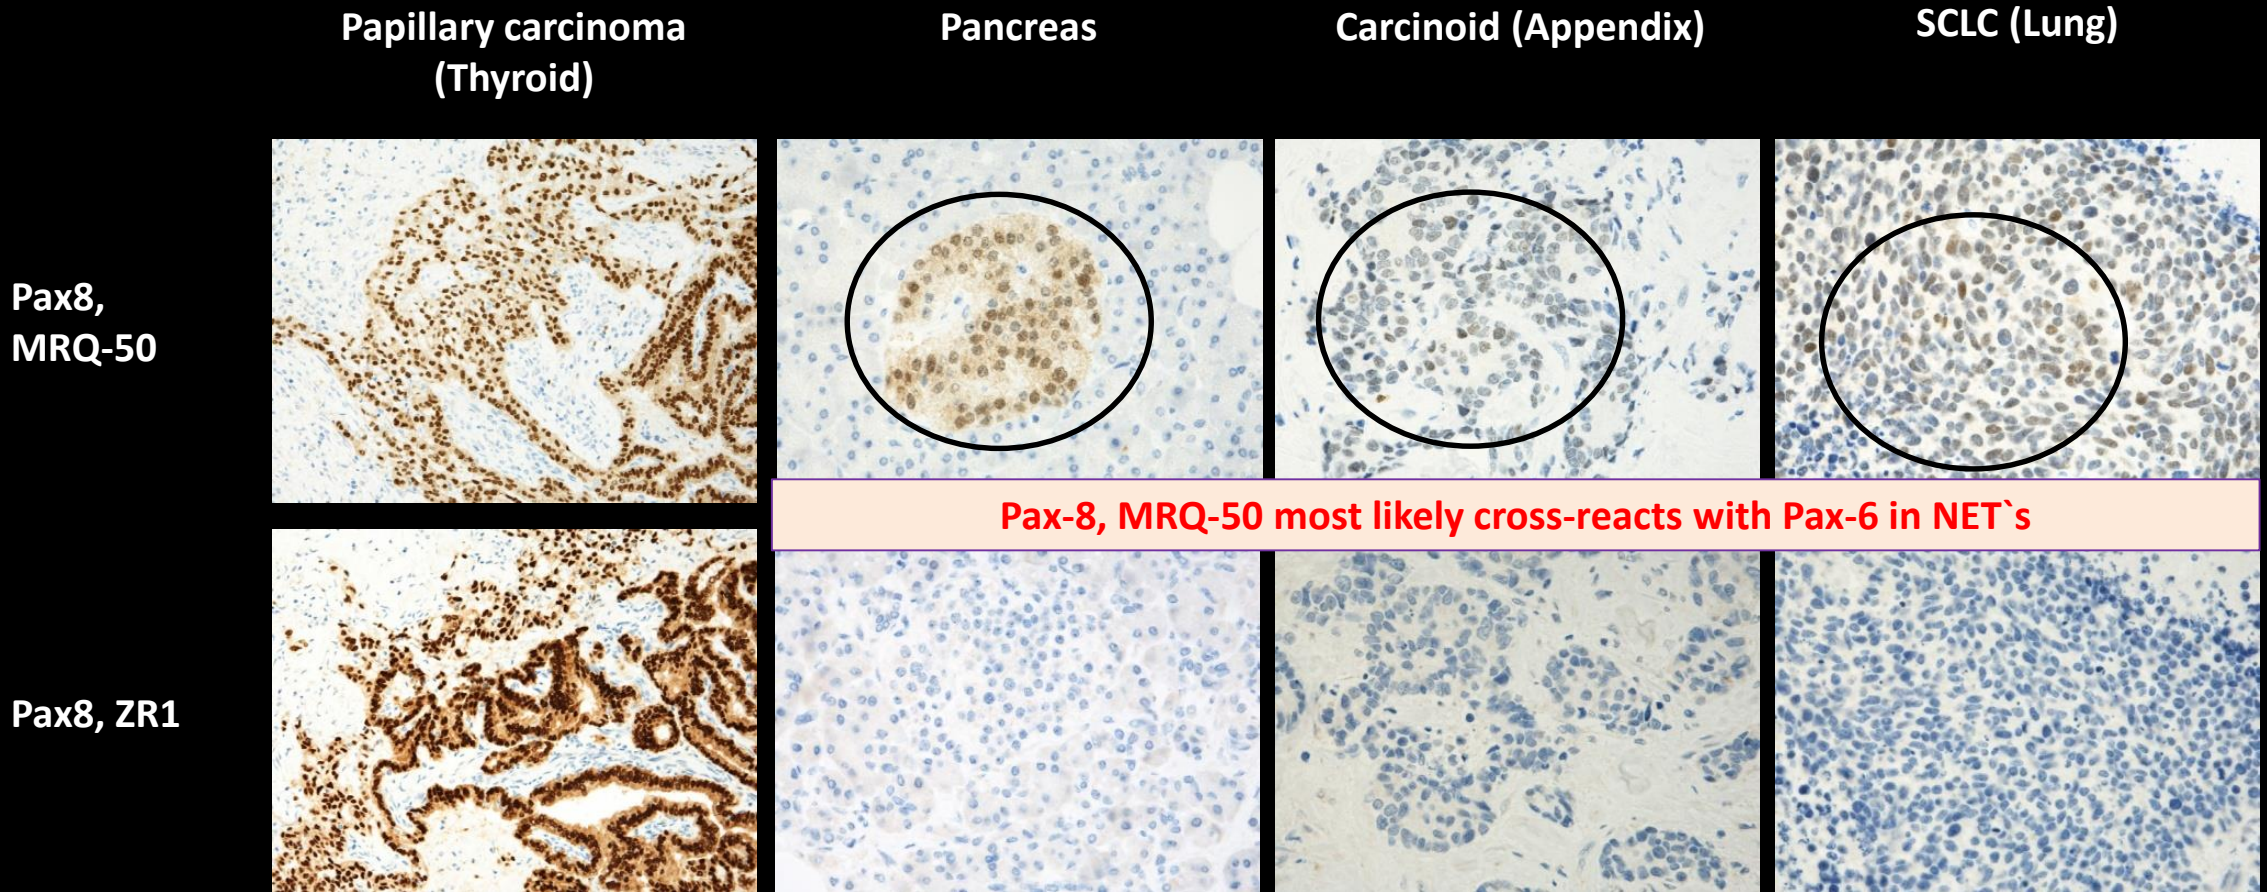 Papillary carcinoma
(Thyroid)
Pancreas
Carcinoid (Appendix)
SCLC (Lung)
Pax8,
MRQ-50
Pax-8, MRQ-50 most likely cross-reacts with Pax-6 in NET`s
Pax8, ZR1